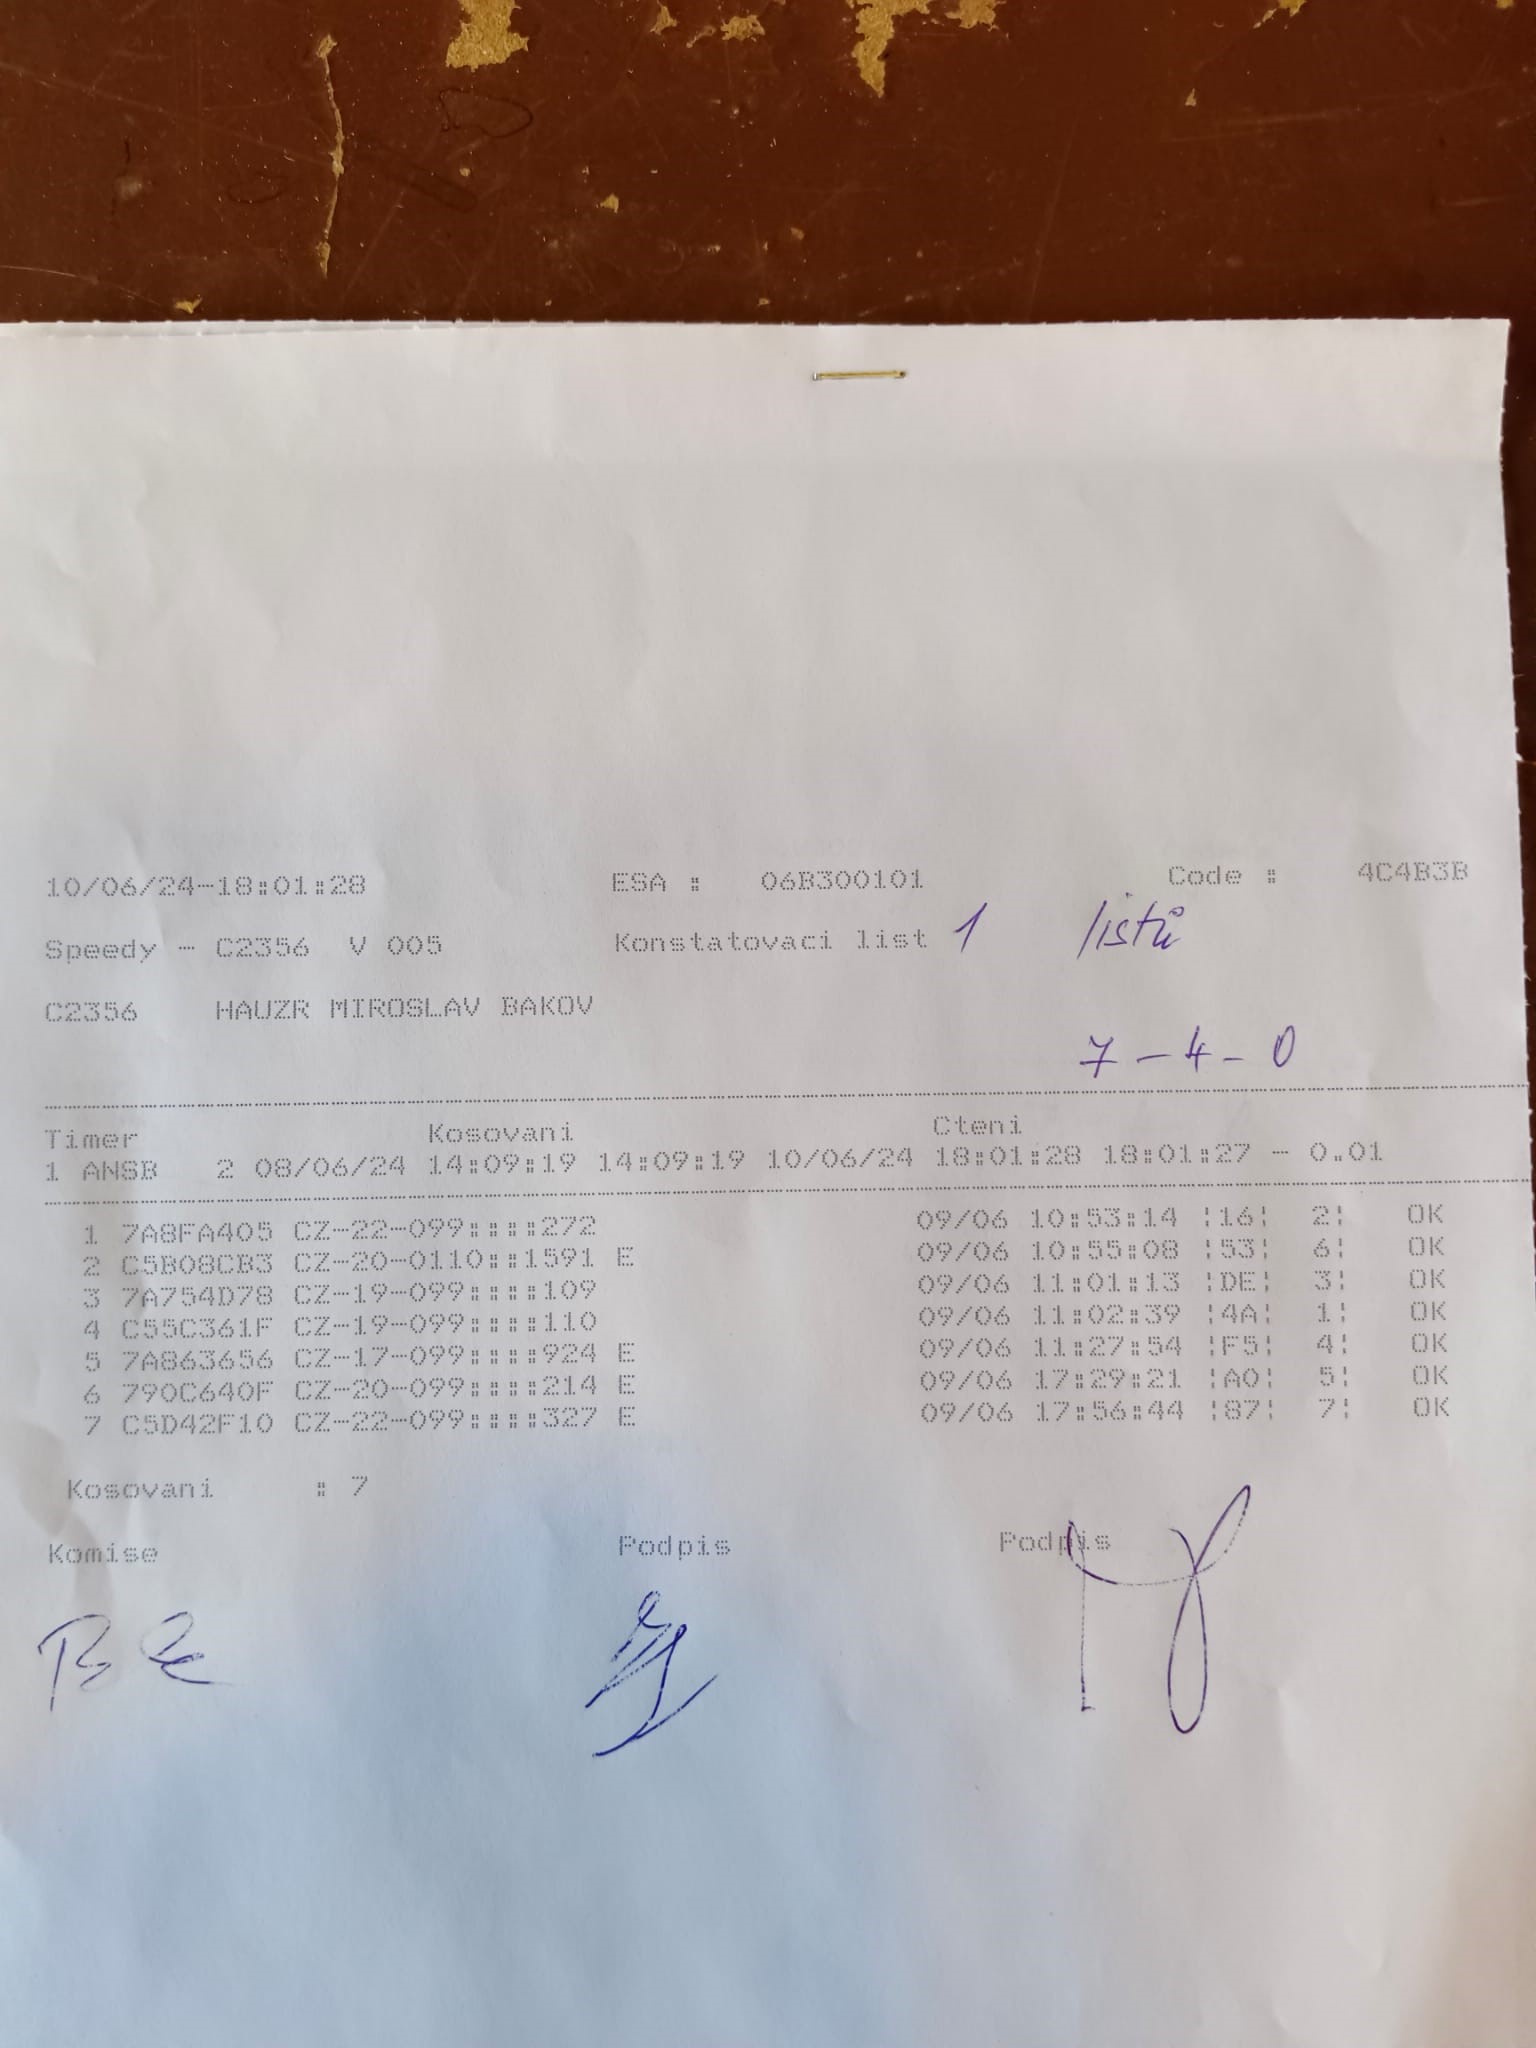 10/06/24-18:01:28 ESA : 06B300101 Code : 4C4B3B
Speedy - C2356 V 005 Konstatovaci list 1 listů
C2356 HAUZR MIROSLAV BAKOV
7 - 4 - 0
Timer Kosovani Cteni
1 ANSB 2 08/06/24 14:09:19 14:09:19 10/06/24 18:01:28 18:01:27 - 0.01
1 7A8FA405 CZ-22-099::::272 09/06 10:53:14 ¦16¦ 2¦ OK
2 C5B08CB3 CZ-20-0110::1591 E 09/06 10:55:08 ¦53¦ 6¦ OK
3 7A754D78 CZ-19-099::::109 09/06 11:01:13 ¦DE¦ 3¦ OK
4 C55C361F CZ-19-099::::110 09/06 11:02:39 ¦4A¦ 1¦ OK
5 7A863656 CZ-17-099::::924 E 09/06 11:27:54 ¦F5¦ 4¦ OK
6 790C640F CZ-20-099::::214 E 09/06 17:29:21 ¦A0¦ 5¦ OK
7 C5D42F10 CZ-22-099::::327 E 09/06 17:56:44 ¦87¦ 7¦ OK
Kosovani : 7
Komise Podpis Podpis